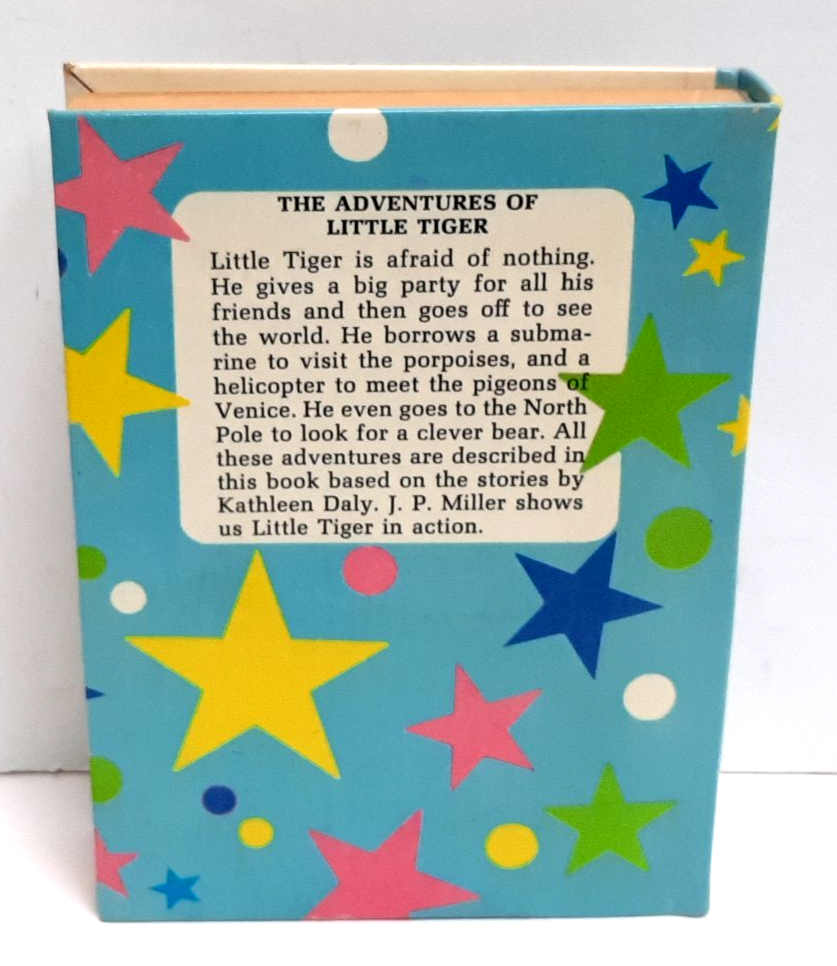 THE ADVENTURES OF
LITTLE TIGER
Little Tiger is afraid of nothing.
He gives a big party for all his
friends and then goes off to see
the world. He borrows a subma-
rine to visit the porpoises, and a
helicopter to meet the pigeons of
Venice. He even goes to the North
Pole to look for a clever bear. All
these adventures are described in
this book based on the stories by
Kathleen Daly. J. P. Miller shows
us Little Tiger in action.